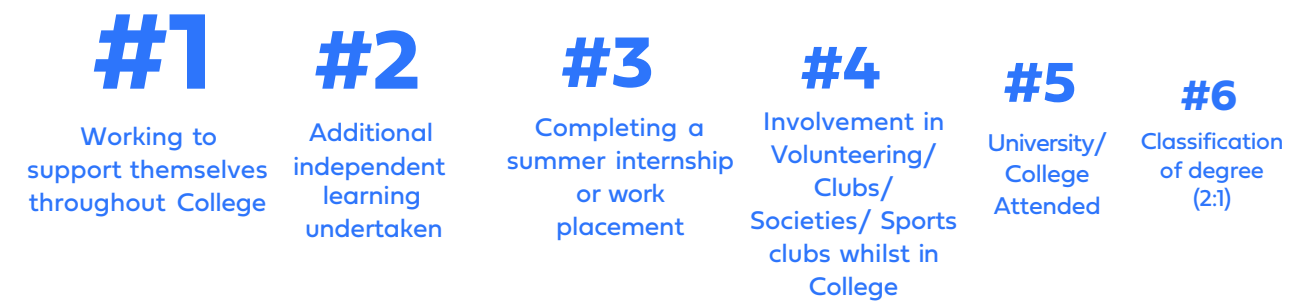 #1
Working to
support themselves
throughout College
#2
Additional
independent
learning
undertaken
#3
Completing a
summer internship
or work
placement
#4
Involvement in
Volunteering/
Clubs/
Societies/ Sports
clubs whilst in
College
#5
University/
College
Attended
#6
Classification
of degree
(2:1)